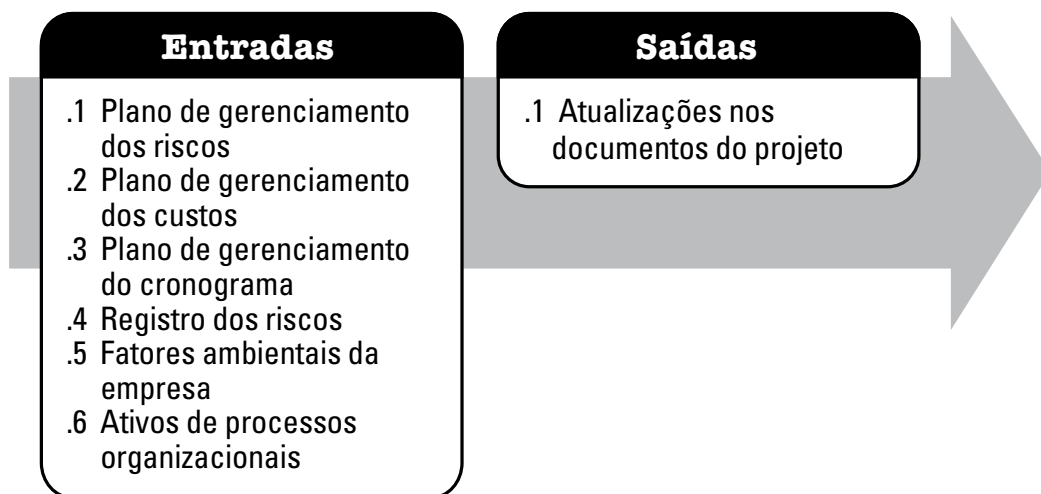 Entradas
.1 Plano de gerenciamento
dos riscos
.2 Plano de gerenciamento
dos custos
.3 Plano de gerenciamento
do cronograma
.4 Registro dos riscos
.5 Fatores ambientais da
empresa
.6 Ativos de processos
organizacionais
Saídas
.1 Atualizações nos
documentos do projeto